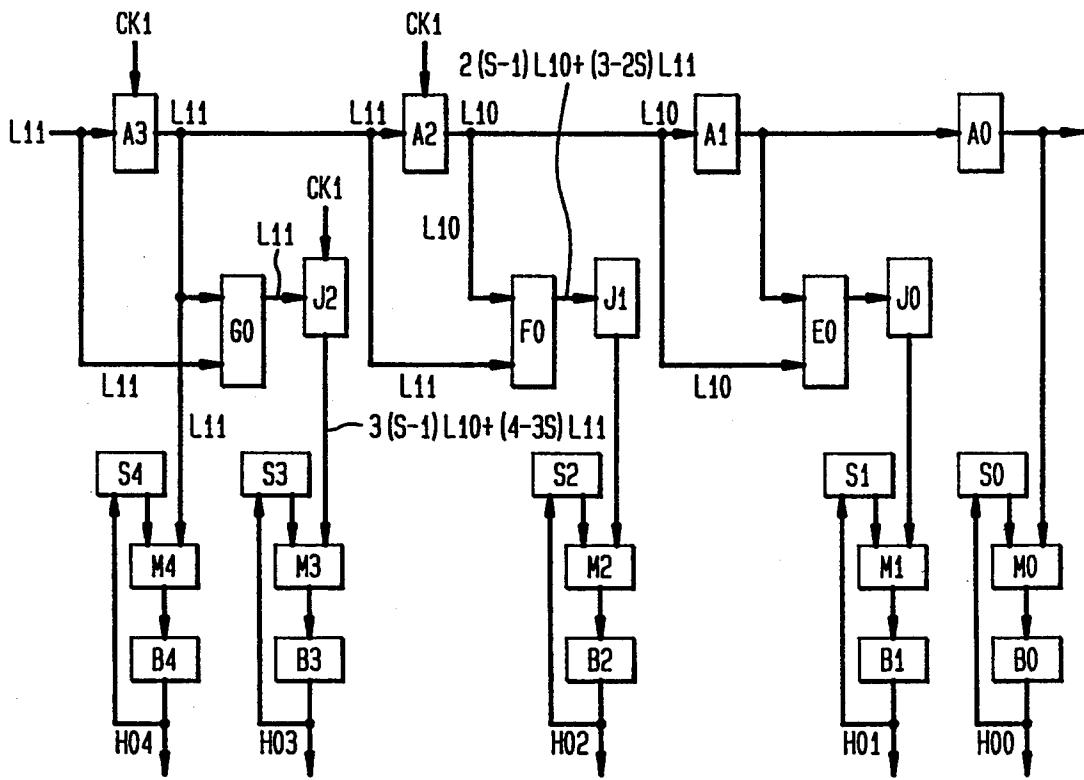 CK1
CK1
2(S-1)L10+(3-2S)L11
L11
A3
L11
L11
A2
L10
L10
A1
A0
CK1
L10
L11
J2
J1
J0
G0
F0
E0
L11
L11
L10
L11
3(S-1)L10+(4-3S)L11
S4
S3
S2
S1
S0
M4
M3
M2
M1
M0
B4
B3
B2
B1
B0
H04
H03
H02
H01
H00